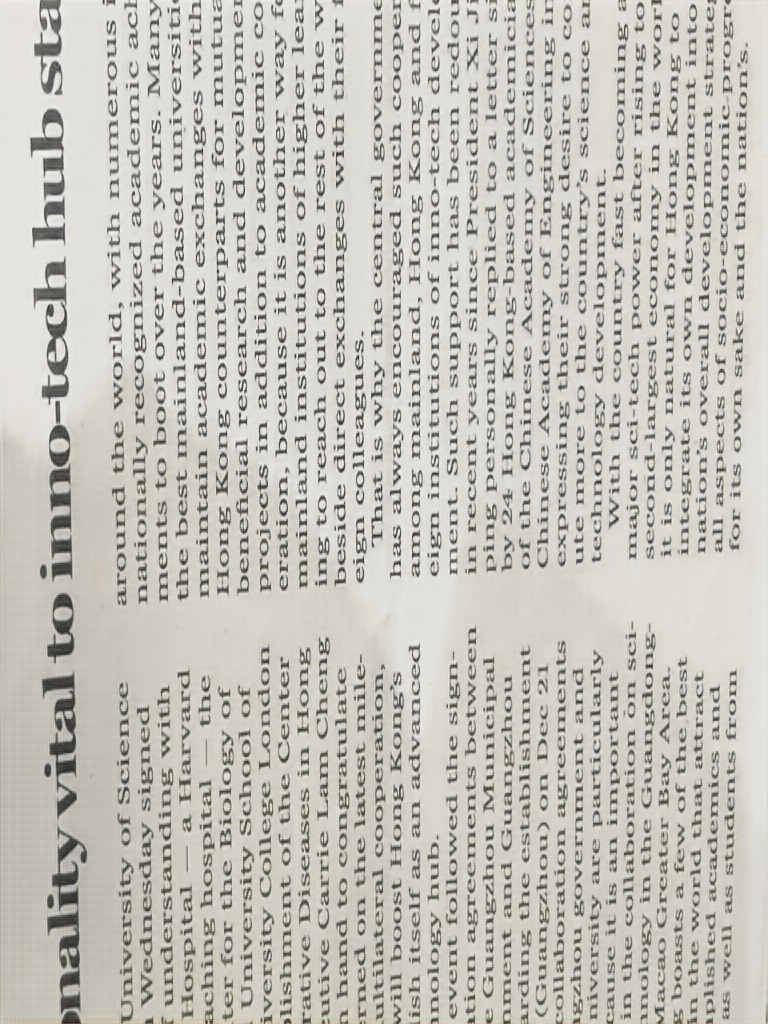 onality vital to inno-tech hub sta
University of Science
Wednesday signed
understanding with
Hospital — a Harvard
aching hospital — the
ter for the Biology of
University School of
iversity College London
blishment of the Center
rative Diseases in Hong
cutive Carrie Lam Cheng
n hand to congratulate
rned on the latest mile-
ultilateral cooperation,
will boost Hong Kong's
ish itself as an advanced
nology hub.
event followed the sign-
tion agreements between
e Guangzhou Municipal
nment and Guangzhou
arding the establishment
(Guangzhou) on Dec 21
collaboration agreements
gzhou government and
niversity are particularly
cause it is an important
in the collaboration on sci-
nology in the Guangdong-
Macao Greater Bay Area.
g boasts a few of the best
in the world that attract
plished academics and
as well as students from
around the world, with numerous i
nationally recognized academic ach
ments to boot over the years. Many
the best mainland-based universitie
maintain academic exchanges with
Hong Kong counterparts for mutua
beneficial research and developmen
projects in addition to academic co
eration, because it is another way fo
mainland institutions of higher lear
ing to reach out to the rest of the w
beside direct exchanges with their f
eign colleagues.
That is why the central governme
has always encouraged such cooper
among mainland, Hong Kong and f
eign institutions of inno-tech develo
ment. Such support has been redou
in recent years since President Xi Ji
ping personally replied to a letter si
by 24 Hong Kong-based academicia
of the Chinese Academy of Sciences
Chinese Academy of Engineering in
expressing their strong desire to co
ute more to the country's science an
technology development.
With the country fast becoming a
major sci-tech power after rising to
second-largest economy in the worl
it is only natural for Hong Kong to
integrate its own development into
nation's overall development strateg
all aspects of socio-economic progre
for its own sake and the nation's.